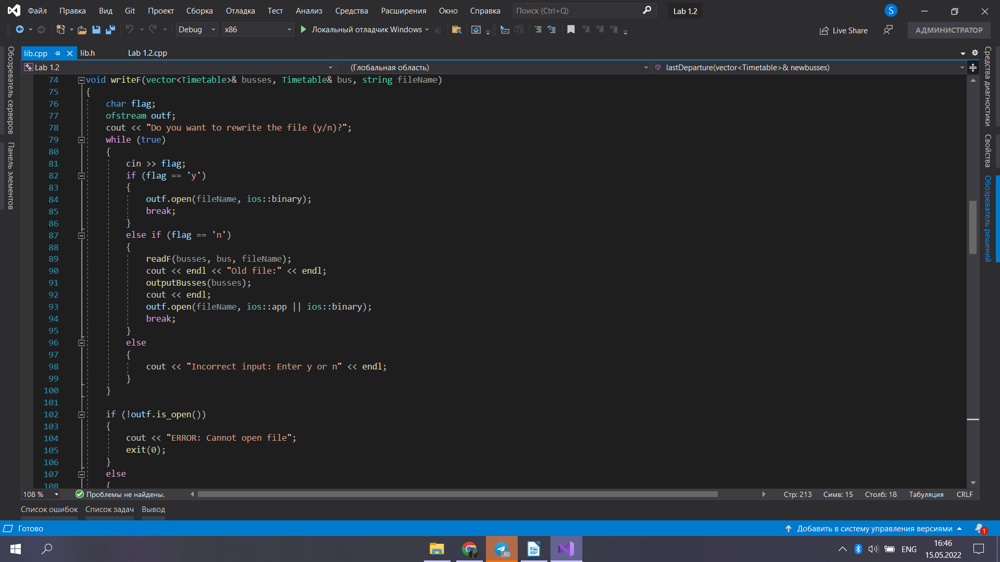 Файл Правка Вид Git Проект Сборка Отладка Тест Анализ Средства Расширения Окно Справка Поиск (Ctrl+Q) Lab 1.2 S
Debug x86 Локальный отладчик Windows Live Share АДМИНИСТРАТОР
lib.cpp lib.h Lab 1.2.cpp
Lab 1.2 (Глобальная область) lastDeparture(vector<Timetable>& newbusses)
Обозреватель серверов
Панель элементов
74 void writeF(vector<Timetable>& busses, Timetable& bus, string fileName)
75 {
76 char flag;
77 ofstream outf;
78 cout << "Do you want to rewrite the file (y/n)?";
79 while (true)
80 {
81 cin >> flag;
82 if (flag == 'y')
83 {
84 outf.open(fileName, ios::binary);
85 break;
86 }
87 else if (flag == 'n')
88 {
89 readF(busses, bus, fileName);
90 cout << endl << "Old file:" << endl;
91 outputBusses(busses);
92 cout << endl;
93 outf.open(fileName, ios::app || ios::binary);
94 break;
95 }
96 else
97 {
98 cout << "Incorrect input: Enter y or n" << endl;
99 }
100 }
101
102 if (!outf.is_open())
103 {
104 cout << "ERROR: Cannot open file";
105 exit(0);
106 }
107 else
108 {
Средства диагностики
Свойства
Обозреватель решений
108 % Проблемы не найдены. Стр: 213 Симв: 15 Столб: 18 Табуляция CRLF
Список ошибок Список задач Вывод
Готово Добавить в систему управления версиями 1
..80 ENG 16:46
15.05.2022